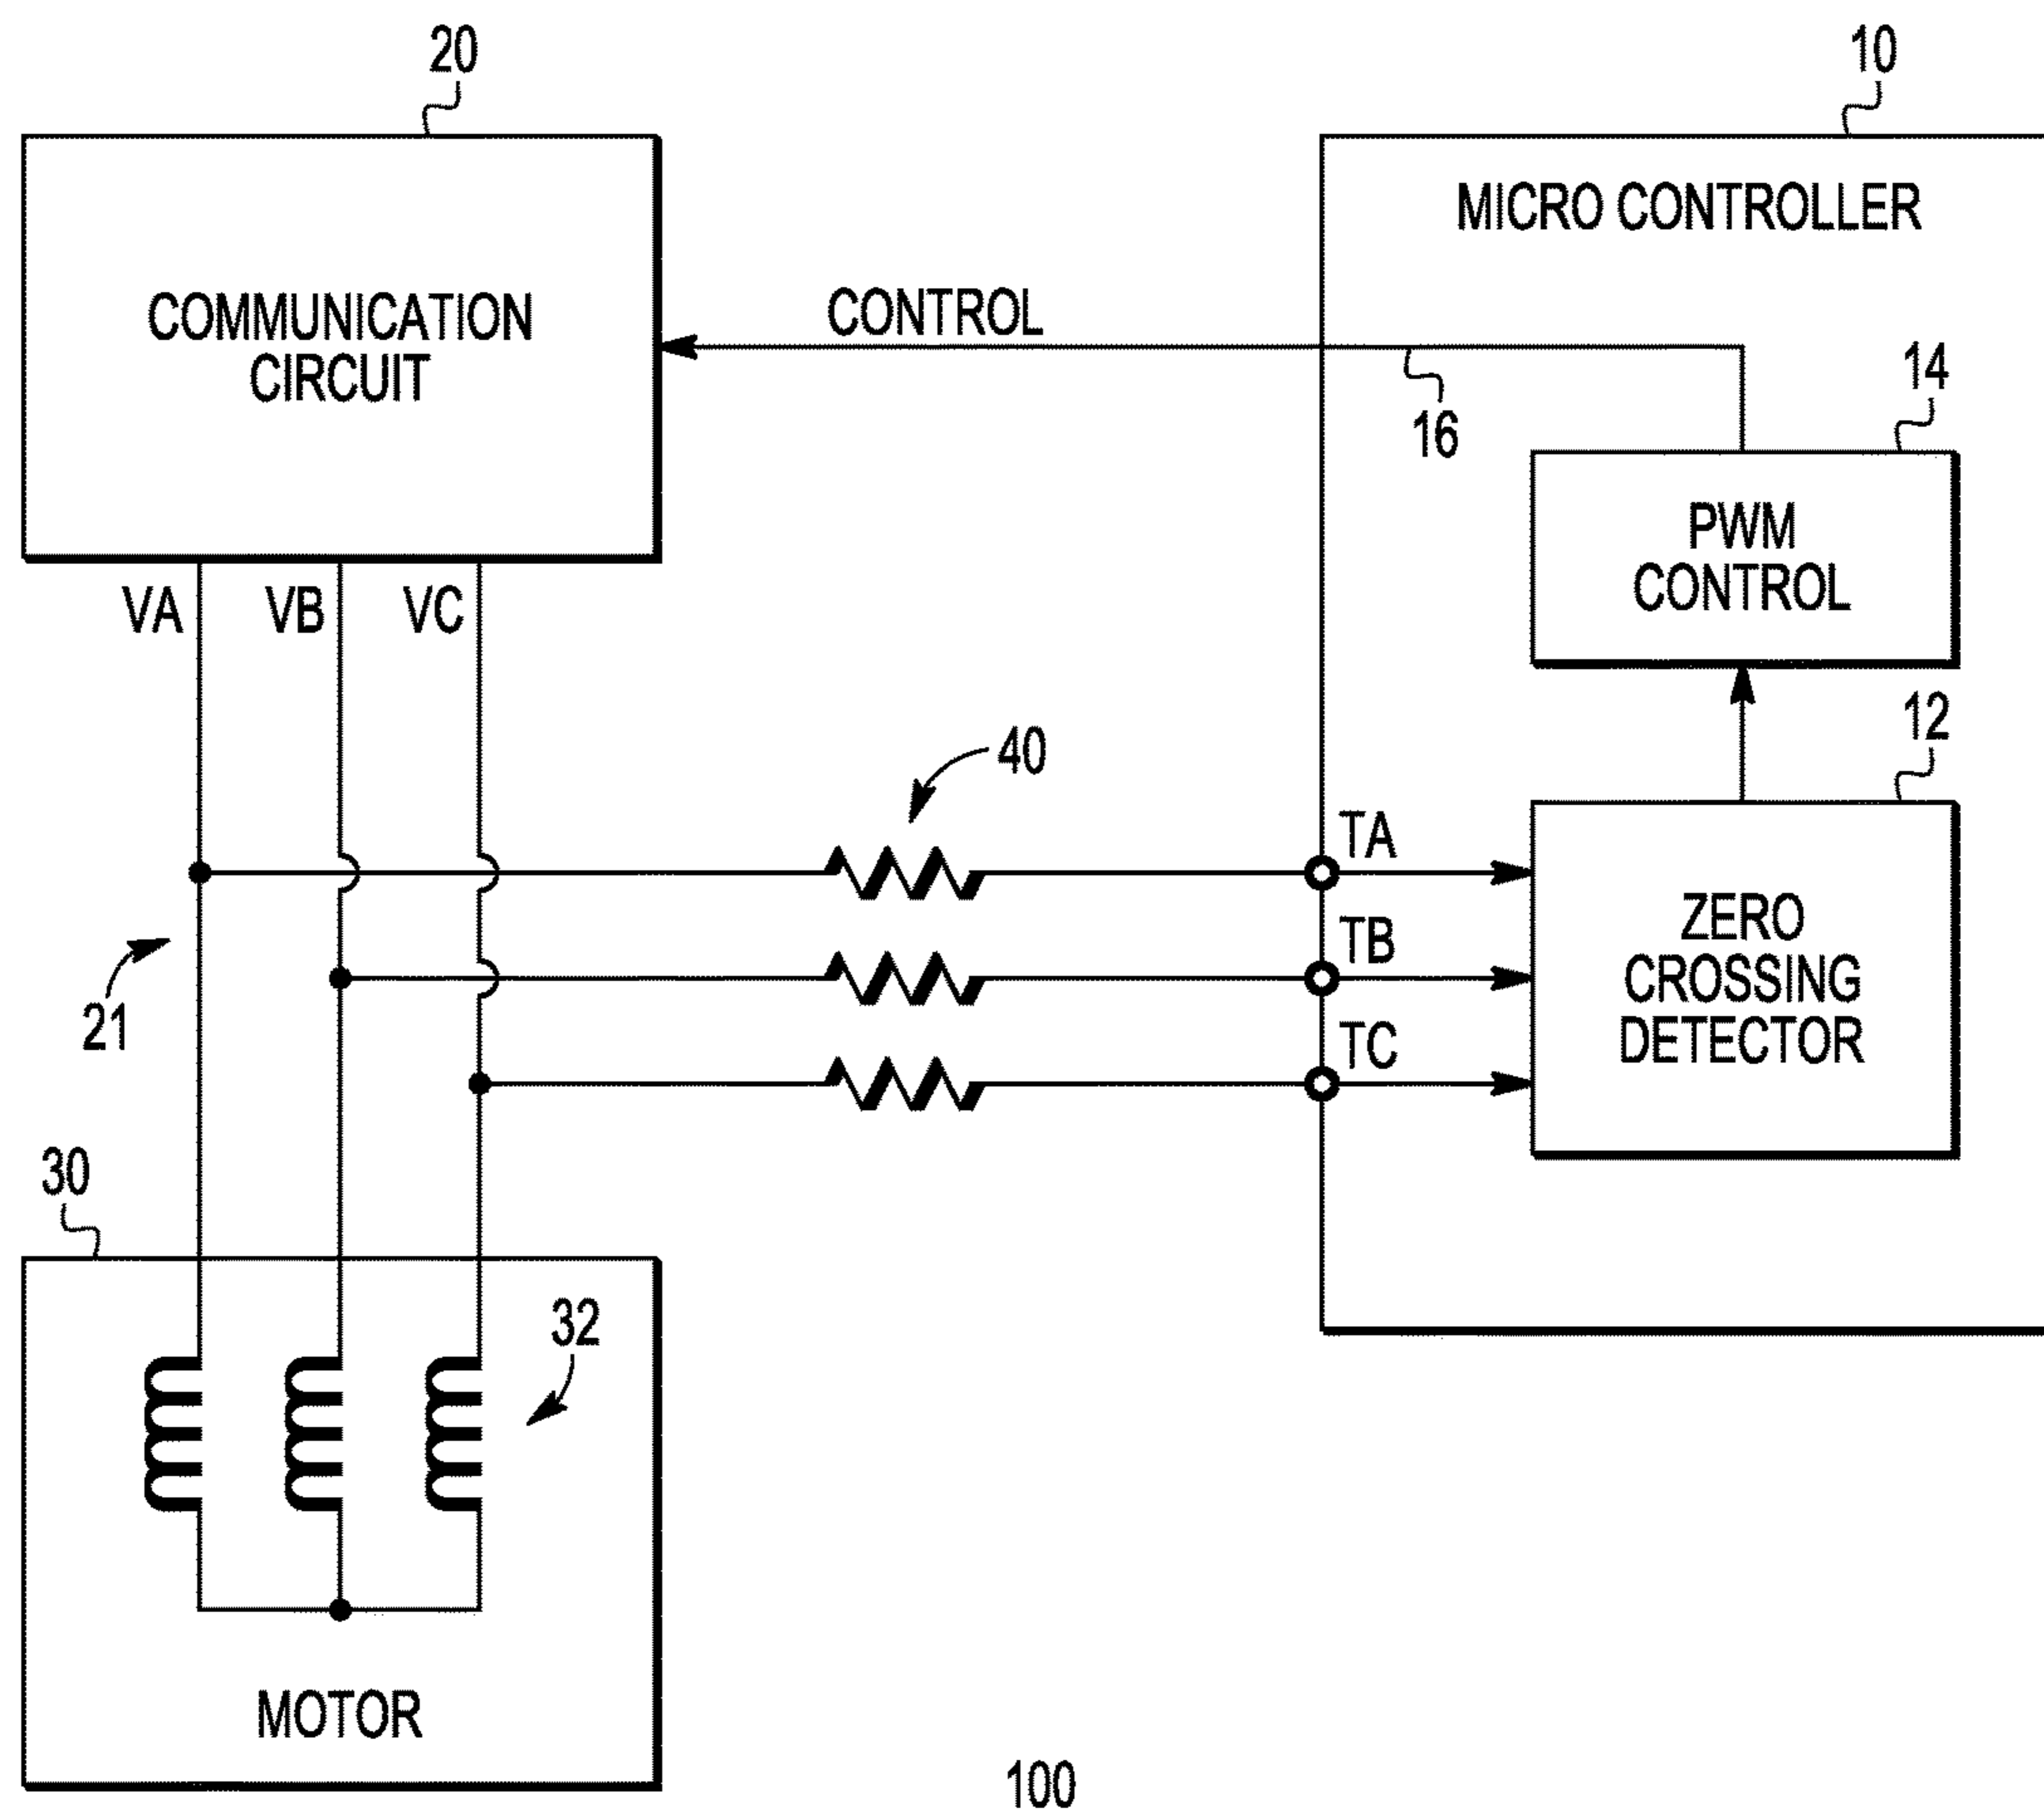 20
10
MICRO CONTROLLER
COMMUNICATION
CIRCUIT
CONTROL
16
14
PWM
CONTROL
VA
VB
VC
12
40
TA
TB
TC
ZERO
CROSSING
DETECTOR
21
30
32
MOTOR
100